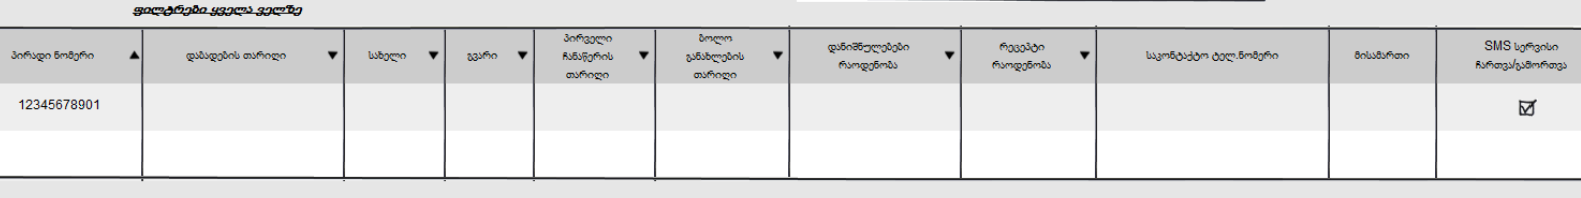 ფილტრები ყველა ველზე
პირადი ნომერი
დაბადების თარიღი
სახელი
გვარი
პირველი
ჩანაწერის
თარიღი
ბოლო
განახლების
თარიღი
დანიშნულებები
რაოდენობა
რეცეპტი
რაოდენობა
საკონტაქტო ტელ.ნომერი
მისამართი
SMS სერვისი
ჩართვა/გამორთვა
12345678901